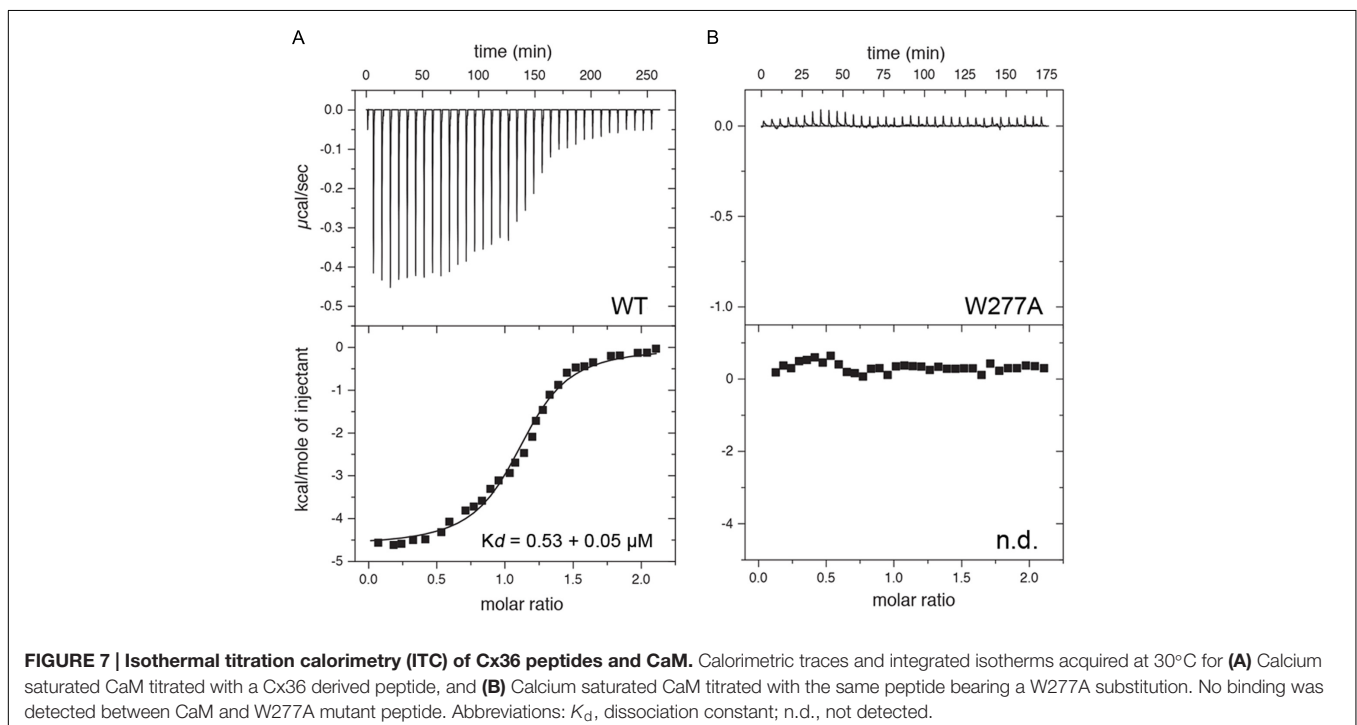 A
time (min)
0 50 100 150 200 250
0.0
-0.1
-0.2
-0.3
-0.4
-0.5
µcal/sec
WT
0
-1
-2
-3
-4
-5
kcal/mole of injectant
Kd = 0.53 + 0.05 µM
0.0 0.5 1.0 1.5 2.0
molar ratio
B
time (min)
0 25 50 75 100 125 150 175
0.0
-0.5
-1.0
W277A
0
-2
-4
n.d.
0.0 0.5 1.0 1.5 2.0
molar ratio
FIGURE 7 | Isothermal titration calorimetry (ITC) of Cx36 peptides and CaM. Calorimetric traces and integrated isotherms acquired at 30°C for (A) Calcium
saturated CaM titrated with a Cx36 derived peptide, and (B) Calcium saturated CaM titrated with the same peptide bearing a W277A substitution. No binding was
detected between CaM and W277A mutant peptide. Abbreviations: Kd, dissociation constant; n.d., not detected.